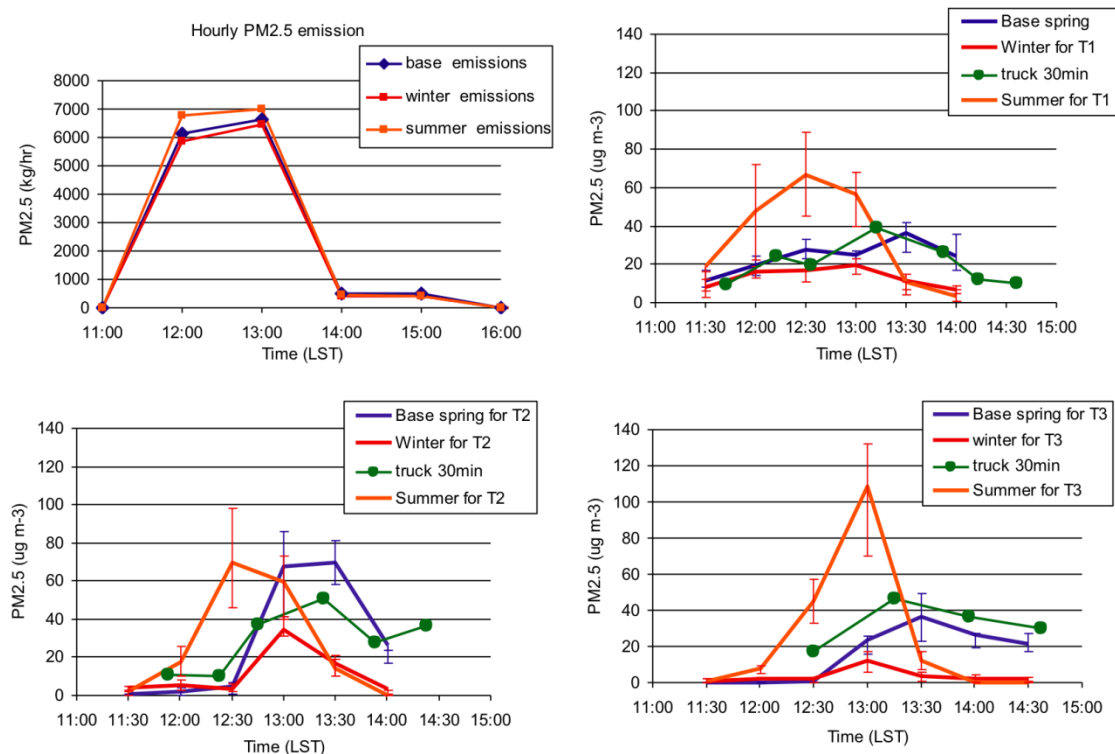 Hourly PM2.5 emission
base emissions
winter emissions
summer emissions
8000
7000
6000
5000
4000
3000
2000
1000
0
PM2.5 (kg/hr)
11:00 12:00 13:00 14:00 15:00 16:00
Time (LST)
Base spring
Winter for T1
truck 30min
Summer for T1
140
120
100
80
60
40
20
0
PM2.5 (ug m-3)
11:00 11:30 12:00 12:30 13:00 13:30 14:00 14:30 15:00
Time (LST)
Base spring for T2
Winter for T2
truck 30min
Summer for T2
140
120
100
80
60
40
20
0
PM2.5 (ug m-3)
11:00 11:30 12:00 12:30 13:00 13:30 14:00 14:30 15:00
Time (LST)
Base spring for T3
winter for T3
truck 30min
Summer for T3
140
120
100
80
60
40
20
0
PM2.5 (ug m-3)
11:00 11:30 12:00 12:30 13:00 13:30 14:00 14:30 15:00
Time (LST)